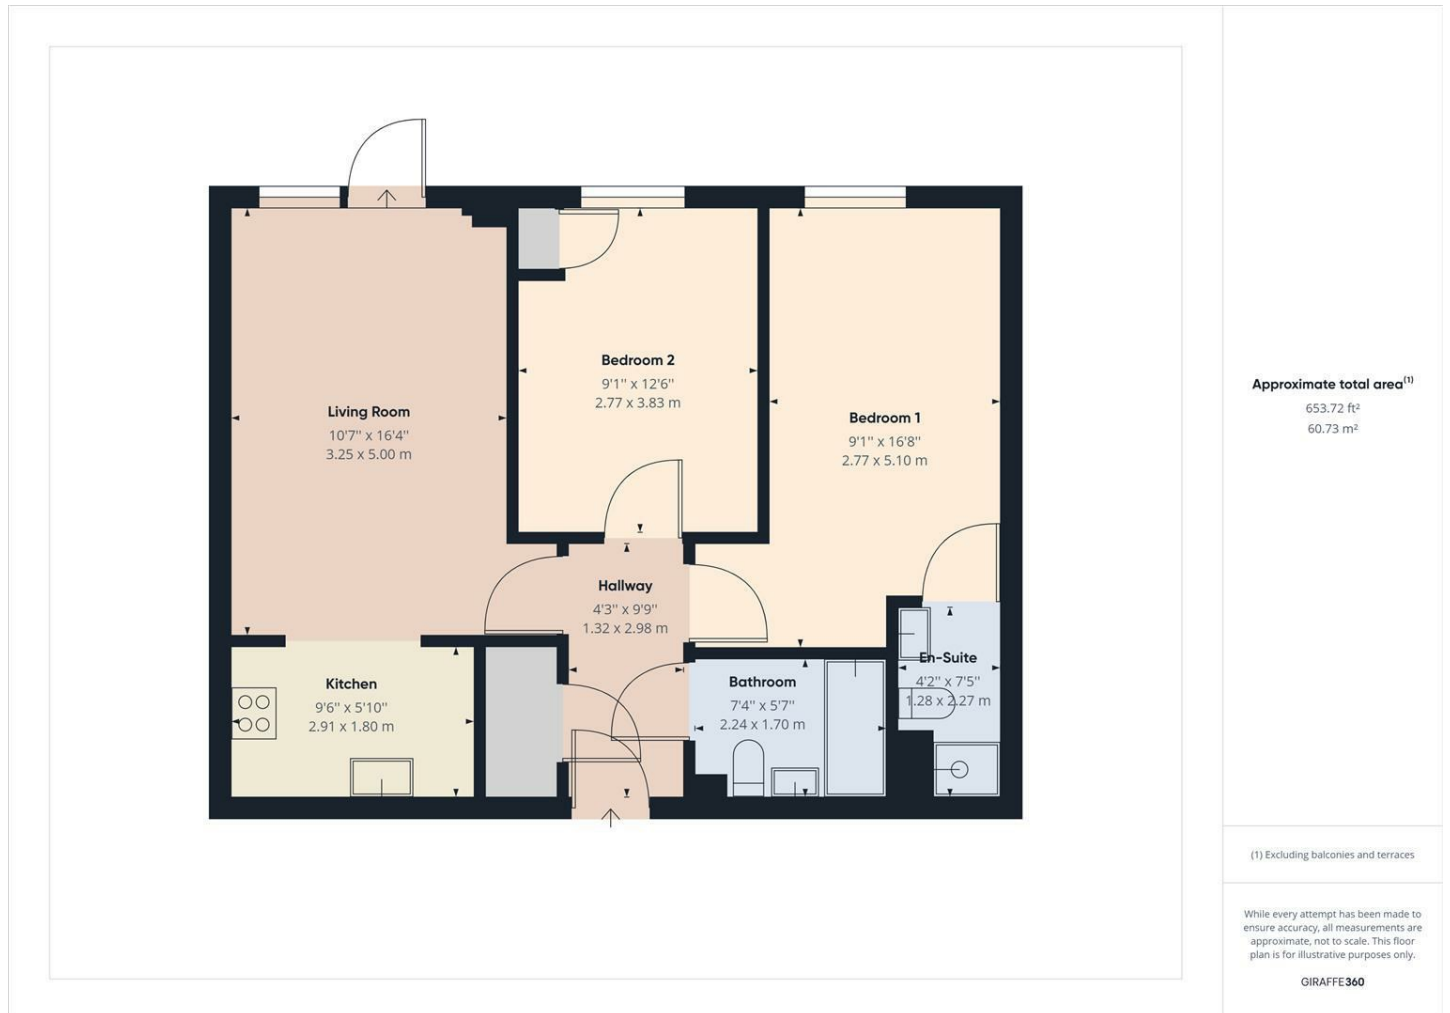 Living Room
10'7'' x 16'4''
3.25 x 5.00 m
Bedroom 2
9'1'' x 12'6''
2.77 x 3.83 m
Bedroom 1
9'1'' x 16'8''
2.77 x 5.10 m
Hallway
4'3'' x 9'9''
1.32 x 2.98 m
Kitchen
9'6'' x 5'10''
2.91 x 1.80 m
Bathroom
7'4'' x 5'7''
2.24 x 1.70 m
En-Suite
4'2'' x 7'5''
1.28 x 2.27 m
Approximate total area(1)
653.72 ft²
60.73 m²
(1) Excluding balconies and terraces
While every attempt has been made to
ensure accuracy, all measurements are
approximate, not to scale. This floor
plan is for illustrative purposes only.
GIRAFFE360